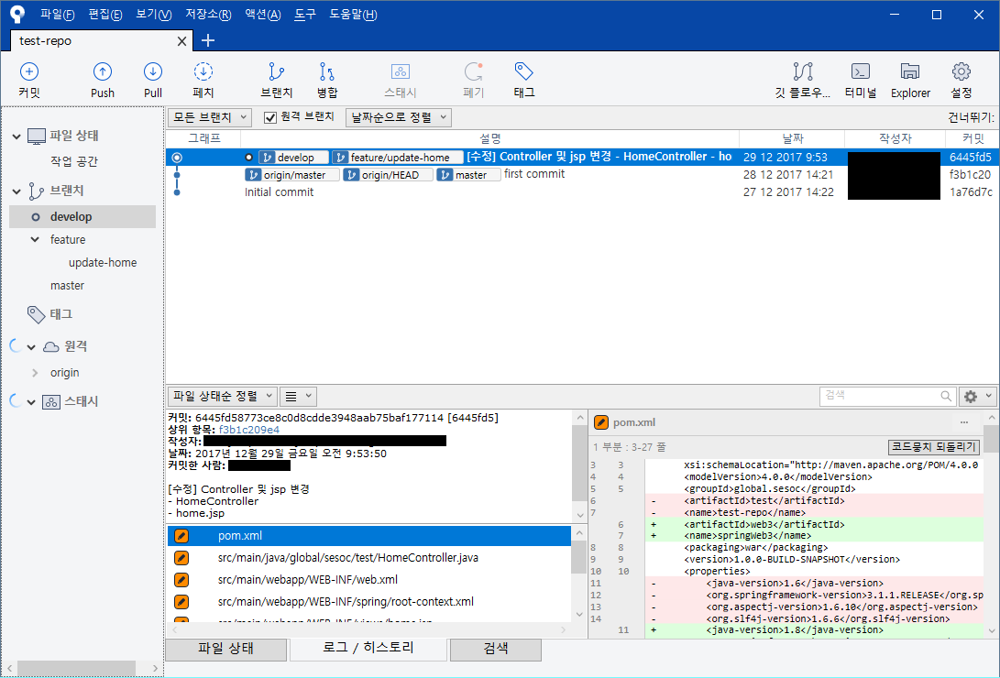 파일(F) 편집(E) 보기(V) 저장소(R) 액션(A) 도구 도움말(H)
test-repo
커밋 Push Pull 페치 브랜치 병합 스태시 폐기 태그 깃 플로우... 터미널 Explorer 설정
파일 상태
작업 공간
브랜치
develop
feature
update-home
master
태그
원격
origin
스태시
모든 브랜치 원격 브랜치 날짜순으로 정렬 건너뛰기:
그래프 설명 날짜 작성자 커밋
develop feature/update-home [수정] Controller 및 jsp 변경 - HomeController - ho 29 12 2017 9:53 6445fd5
origin/master origin/HEAD master first commit 28 12 2017 14:21 f3b1c20
Initial commit 27 12 2017 14:22 1a76d7c
파일 상태순 정렬 검색
커밋: 6445fd58773ce8c0d8cdde3948aab75baf177114 [6445fd5]
상위 항목: f3b1c209e4
작성자:
날짜: 2017년 12월 29일 금요일 오전 9:53:50
커밋한 사람:
[수정] Controller 및 jsp 변경
- HomeController
- home.jsp
pom.xml
src/main/java/global/sesoc/test/HomeController.java
src/main/webapp/WEB-INF/web.xml
src/main/webapp/WEB-INF/spring/root-context.xml
src/main/webapp/WEB-INF/views/home.jsp
pom.xml ...
1 부분 : 3-27 줄 코드뭉치 되돌리기
3 3 xsi:schemaLocation="http://maven.apache.org/POM/4.0.0
4 4 <modelVersion>4.0.0</modelVersion>
5 5 <groupId>global.sesoc</groupId>
6 - <artifactId>test</artifactId>
7 - <name>test-repo</name>
6 + <artifactId>web3</artifactId>
7 + <name>springWeb3</name>
8 8 <packaging>war</packaging>
9 9 <version>1.0.0-BUILD-SNAPSHOT</version>
10 10 <properties>
11 - <java-version>1.6</java-version>
12 - <org.springframework-version>3.1.1.RELEASE</org.sp
13 - <org.aspectj-version>1.6.10</org.aspectj-version>
14 - <org.slf4j-version>1.6.6</org.slf4j-version>
11 + <java-version>1.8</java-version>
파일 상태 로그 / 히스토리 검색